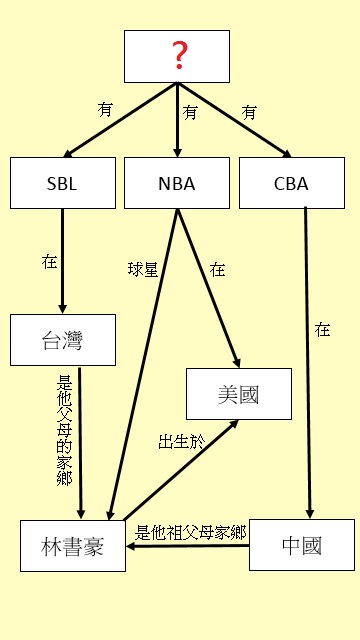 ?
有
有
有
SBL
NBA
CBA
在
球星
在
在
台灣
是他父母的家鄉
美國
出生於
林書豪
是他祖父母家鄉
中國